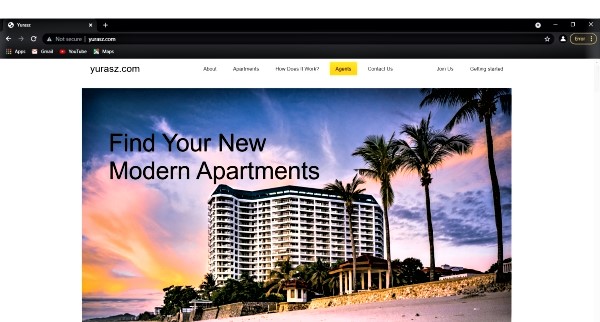 Yurasz
Not secure | yurasz.com
Error
Apps Gmail YouTube Maps
yurasz.com About Apartments How Does It Work? Agents Contact Us Join Us Getting started
Find Your New
Modern Apartments